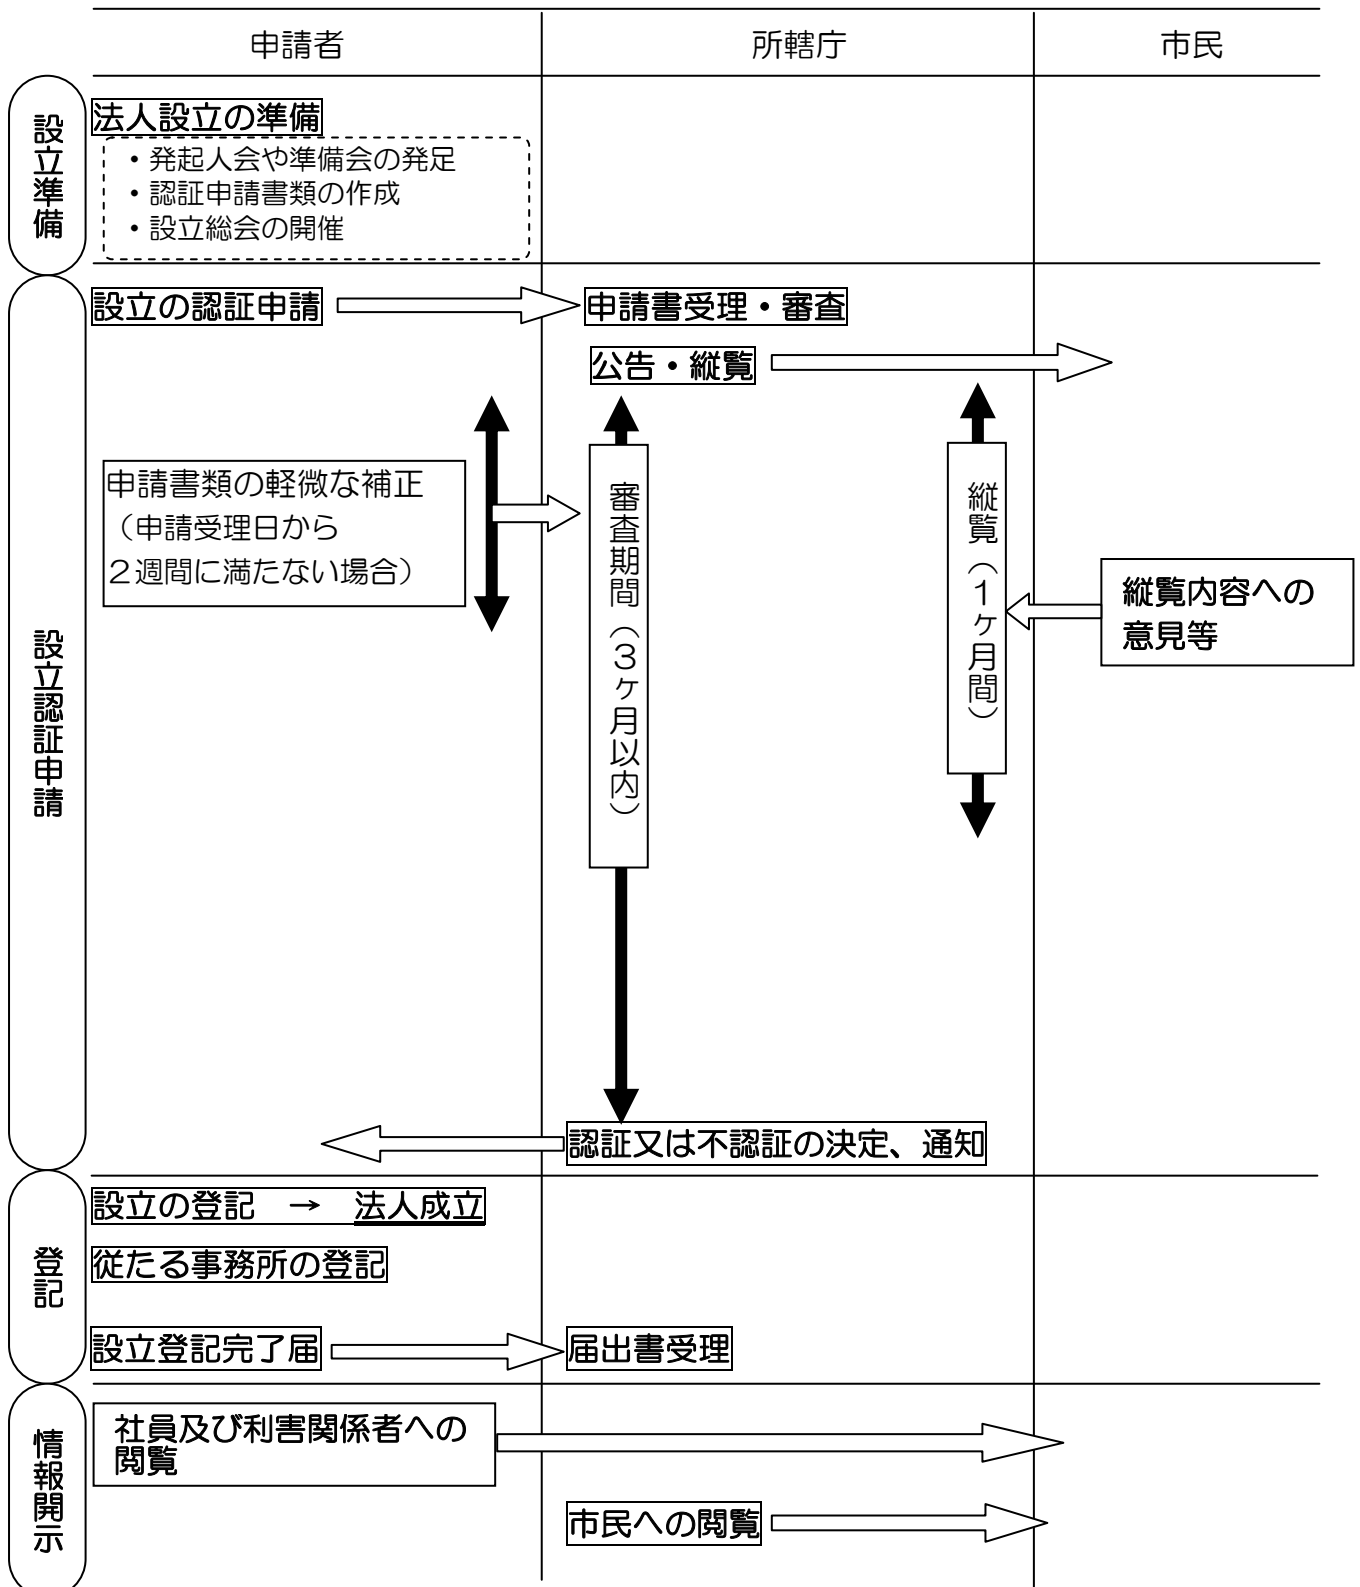 申請者
所轄庁
市民
設立準備
法人設立の準備
・発起人会や準備会の発足
・認証申請書類の作成
・設立総会の開催
設立認証申請
設立の認証申請
申請書受理・審査
公告・縦覧
申請書類の軽微な補正
（申請受理日から
２週間に満たない場合）
審査期間（３ヶ月以内）
縦覧（１ヶ月間）
縦覧内容への
意見等
認証又は不認証の決定、通知
登記
設立の登記　→　法人成立
従たる事務所の登記
設立登記完了届
届出書受理
情報開示
社員及び利害関係者への
閲覧
市民への閲覧